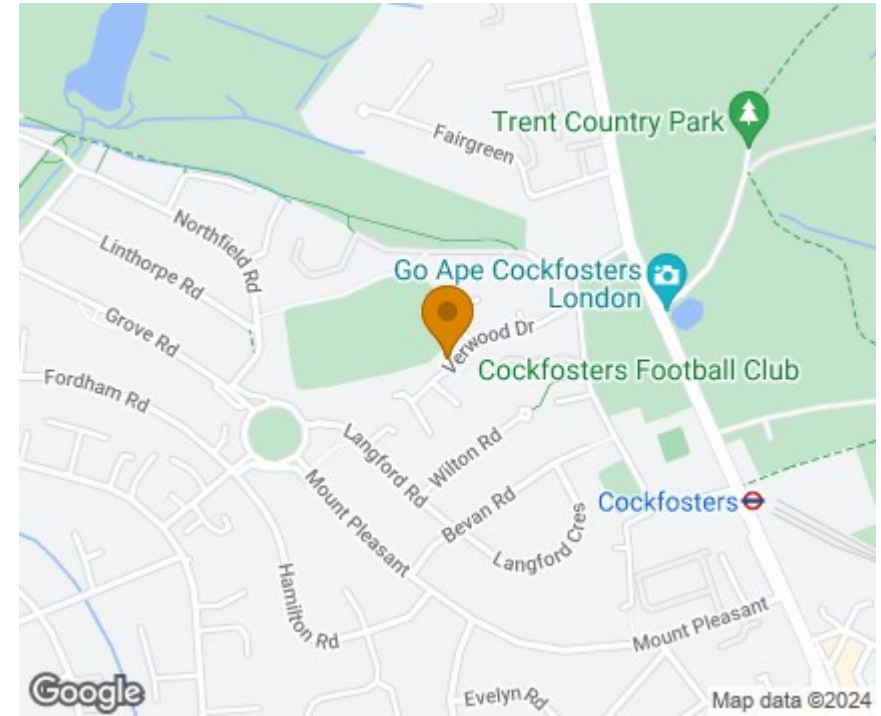 Trent Country Park
Fairgreen
Northfield Rd
Linthorpe Rd
Go Ape Cockfosters
London
Grove Rd
Verwood Dr
Cockfosters Football Club
Fordham Rd
Langford Rd
Wilton Rd
Mount Pleasant
Bevan Rd
Cockfosters
Langford Cres
Hamilton Rd
Mount Pleasant
Evelyn Rd
Google
Map data ©2024